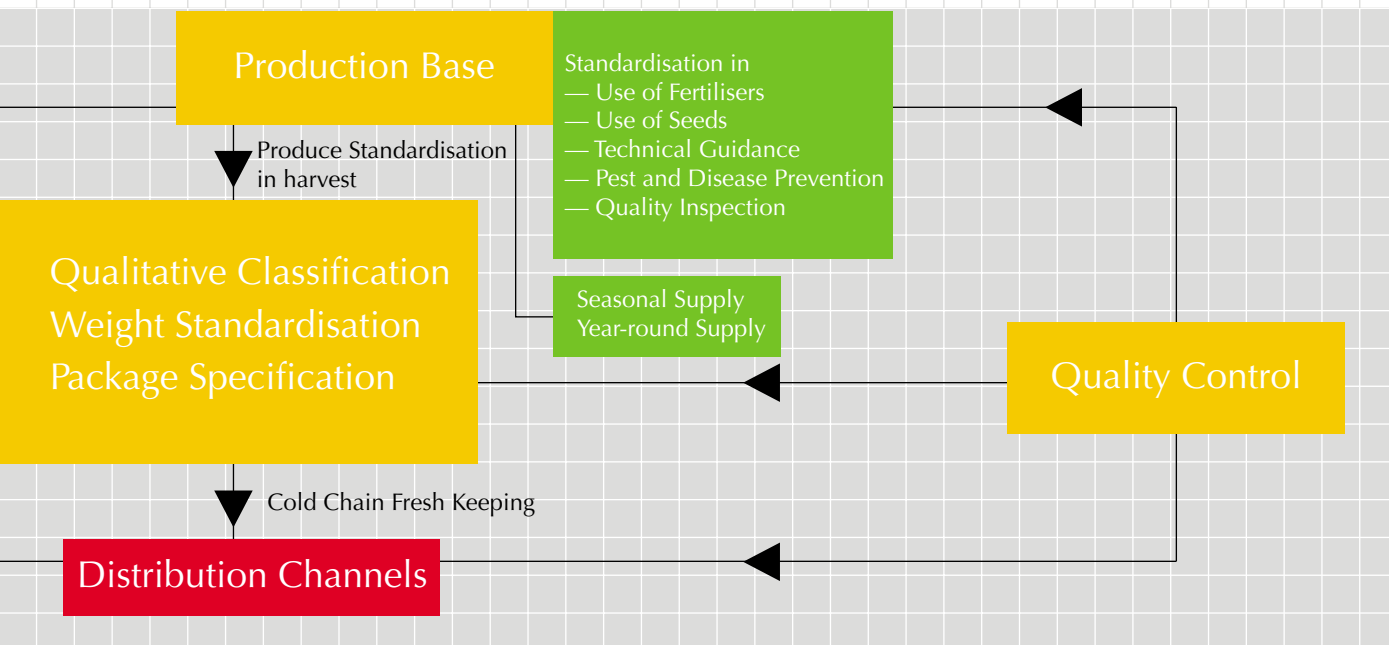 Production Base
Standardisation in
— Use of Fertilisers
— Use of Seeds
— Technical Guidance
— Pest and Disease Prevention
— Quality Inspection
Produce Standardisation
in harvest
Qualitative Classification
Weight Standardisation
Package Specification
Seasonal Supply
Year-round Supply
Quality Control
Cold Chain Fresh Keeping
Distribution Channels